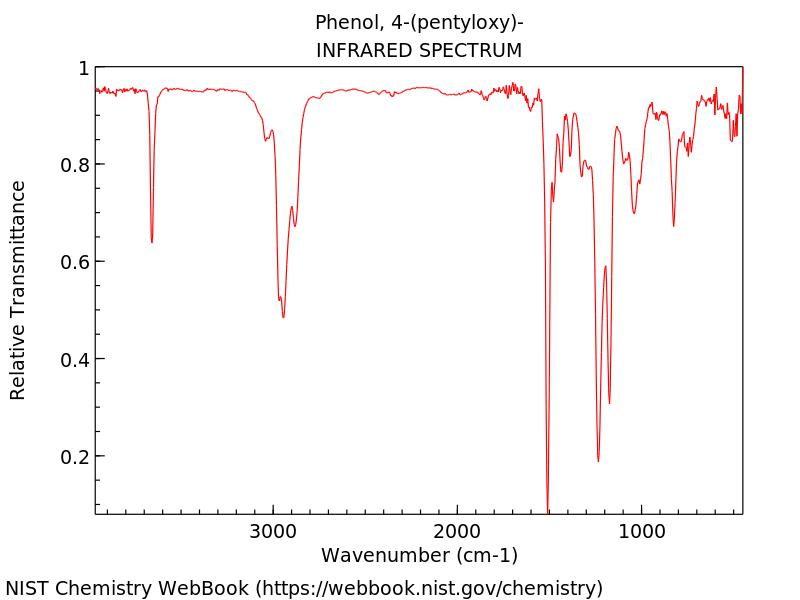 Phenol, 4-(pentyloxy)-
INFRARED SPECTRUM
1
0.8
0.6
0.4
0.2
Relative Transmittance
3000 2000 1000
Wavenumber (cm-1)
NIST Chemistry WebBook (https://webbook.nist.gov/chemistry)